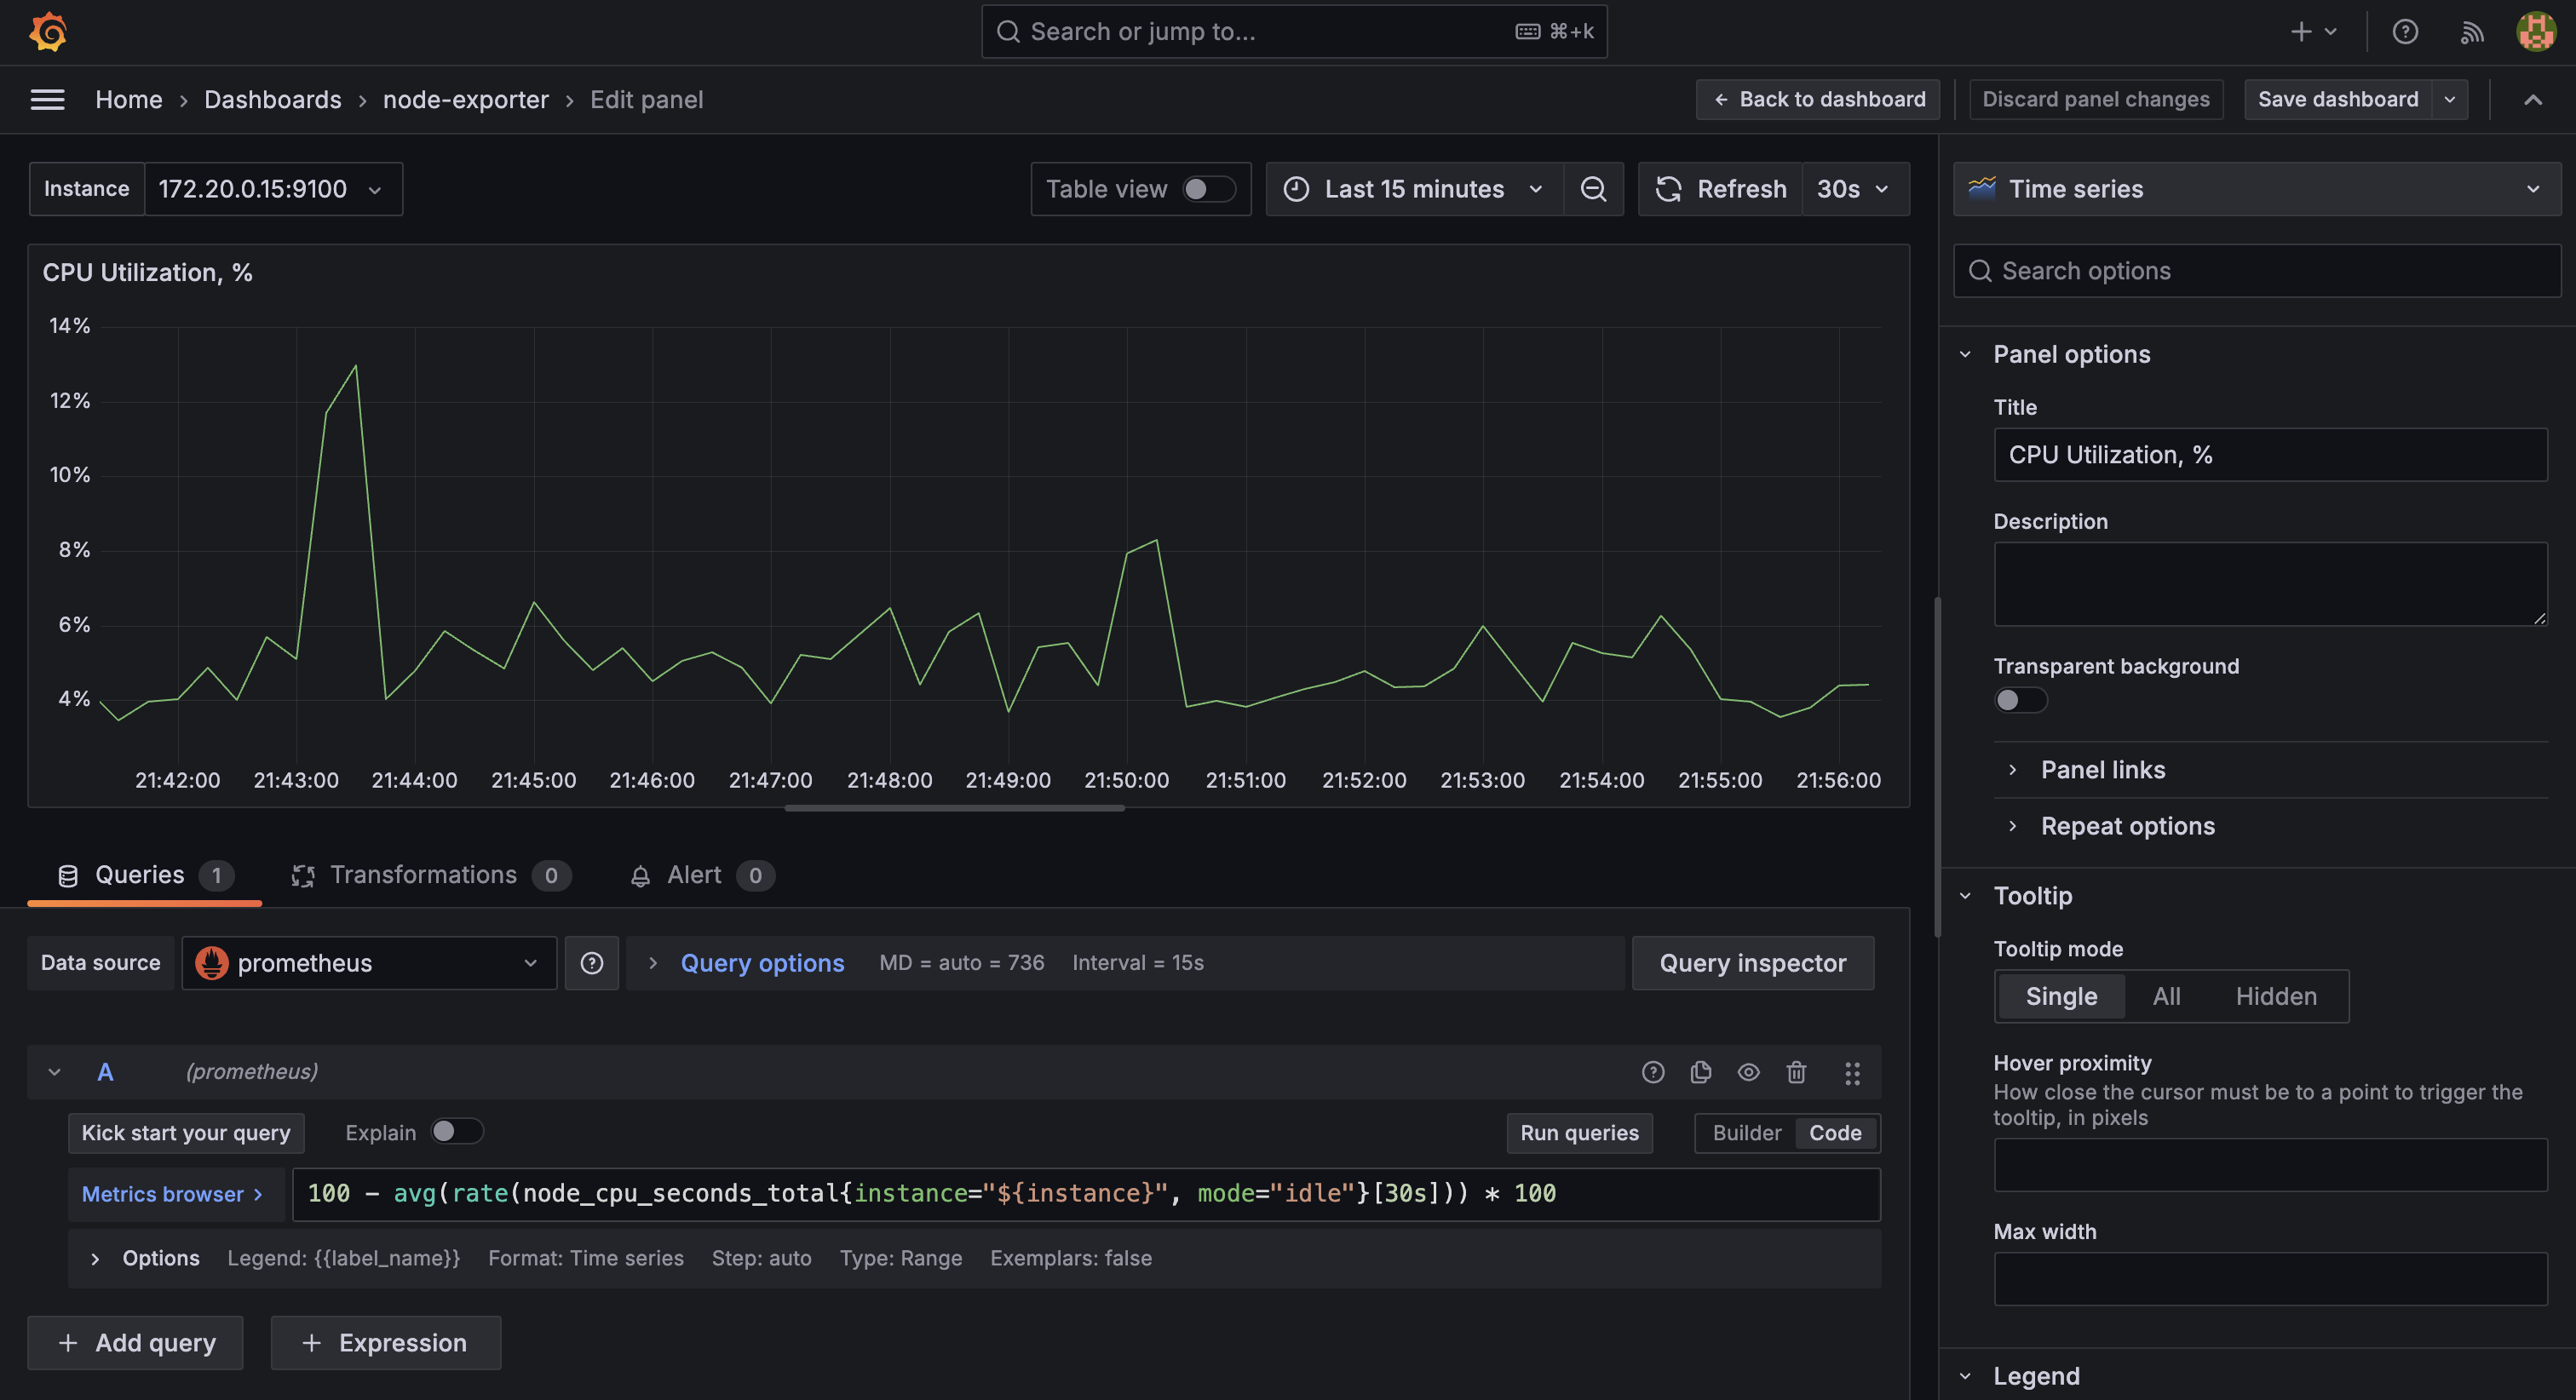 Search or jump to... ⌘+k
Home › Dashboards › node-exporter › Edit panel
← Back to dashboard
Discard panel changes
Save dashboard
Instance 172.20.0.15:9100
Table view
Last 15 minutes
Refresh 30s
CPU Utilization, %
14%
12%
10%
8%
6%
4%
21:42:00 21:43:00 21:44:00 21:45:00 21:46:00 21:47:00 21:48:00 21:49:00 21:50:00 21:51:00 21:52:00 21:53:00 21:54:00 21:55:00 21:56:00
Queries 1 Transformations 0 Alert 0
Data source prometheus
Query options MD = auto = 736 Interval = 15s
Query inspector
A (prometheus)
Kick start your query Explain
Run queries
Builder Code
Metrics browser > 100 - avg(rate(node_cpu_seconds_total{instance="${instance}", mode="idle"}[30s])) * 100
Options Legend: {{label_name}} Format: Time series Step: auto Type: Range Exemplars: false
+ Add query + Expression
Time series
Search options
Panel options
Title
CPU Utilization, %
Description
Transparent background
Panel links
Repeat options
Tooltip
Tooltip mode
Single All Hidden
Hover proximity
How close the cursor must be to a point to trigger the
tooltip, in pixels
Max width
Legend